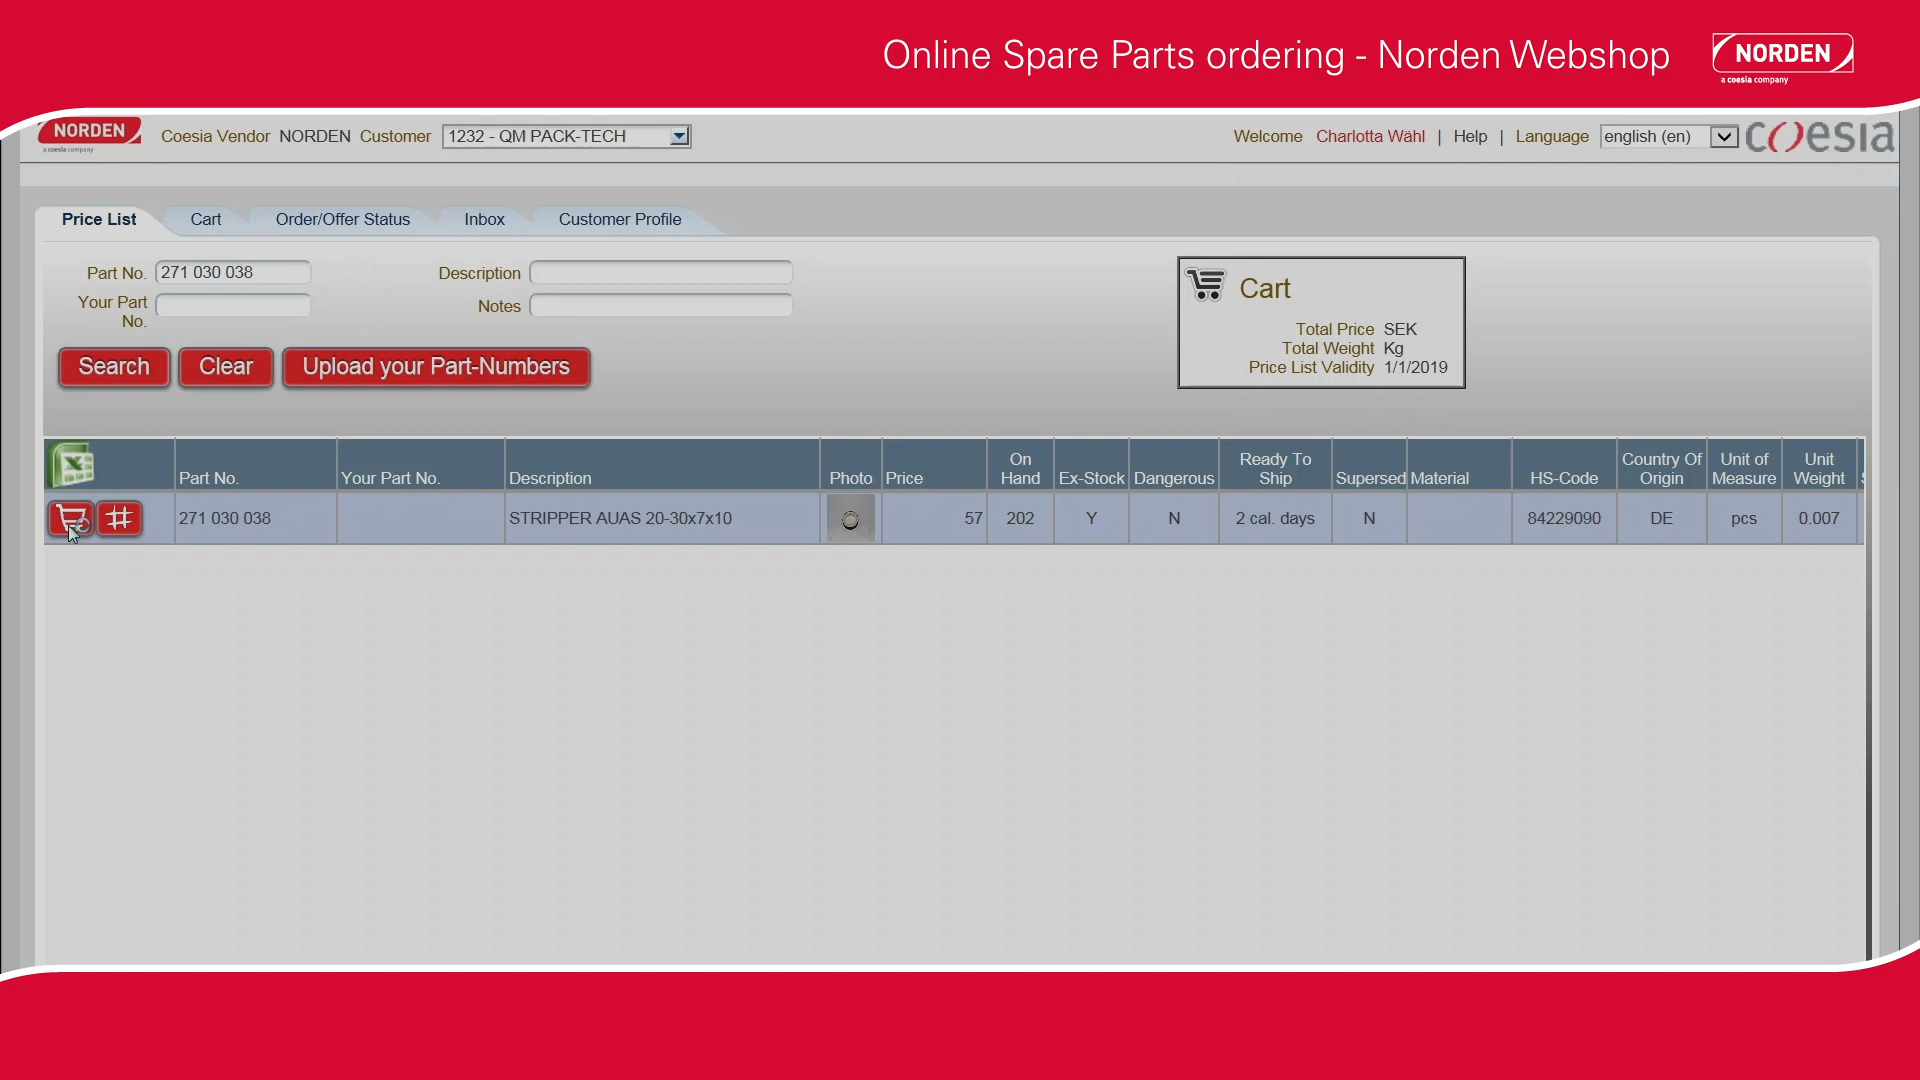 Online Spare Parts ordering - Norden Webshop
NORDEN
a coesia company
NORDEN
a coesia company
Coesia Vendor NORDEN Customer 1232 - QM PACK-TECH
Welcome Charlotta Wähl | Help | Language english (en)
coesia
Price List Cart Order/Offer Status Inbox Customer Profile
Part No. 271 030 038 Description
Your Part No. Notes
Search Clear Upload your Part-Numbers
Cart
Total Price SEK
Total Weight Kg
Price List Validity 1/1/2019
Part No. Your Part No. Description Photo Price On Hand Ex-Stock Dangerous Ready To Ship Supersed Material HS-Code Country Of Origin Unit of Measure Unit Weight
271 030 038 STRIPPER AUAS 20-30x7x10 57 202 Y N 2 cal. days N 84229090 DE pcs 0.007